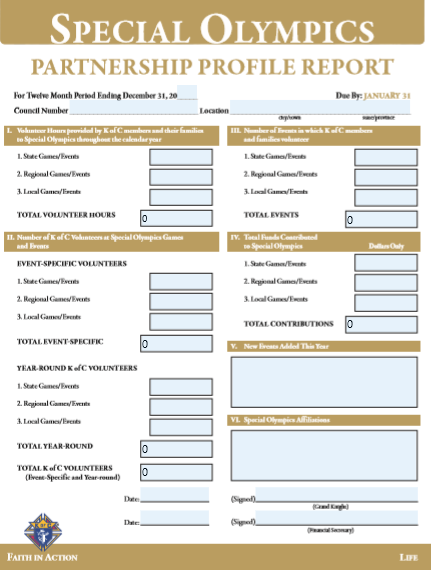 SPECIAL OLYMPICS
PARTNERSHIP PROFILE REPORT
For Twelve Month Period Ending December 31, 20
Due By: JANUARY 31
Council Number
Location
city/town
state/province
I. Volunteer Hours provided by K of C members and their families
to Special Olympics throughout the calendar year
1. State Games/Events
2. Regional Games/Events
3. Local Games/Events
TOTAL VOLUNTEER HOURS 0
II. Number of K of C Volunteers at Special Olympics Games
and Events
EVENT-SPECIFIC VOLUNTEERS
1. State Games/Events
2. Regional Games/Events
3. Local Games/Events
TOTAL EVENT-SPECIFIC 0
YEAR-ROUND K of C VOLUNTEERS
1. State Games/Events
2. Regional Games/Events
3. Local Games/Events
TOTAL YEAR-ROUND 0
TOTAL K of C VOLUNTEERS 0
(Event-Specific and Year-round)
III. Number of Events in which K of C members
and families volunteer
1. State Games/Events
2. Regional Games/Events
3. Local Games/Events
TOTAL EVENTS 0
IV. Total Funds Contributed
to Special Olympics Dollars Only
1. State Games/Events
2. Regional Games/Events
3. Local Games/Events
TOTAL CONTRIBUTIONS 0
V. New Events Added This Year
VI. Special Olympics Affiliations
Date: (Signed)
(Grand Knight)
Date: (Signed)
(Financial Secretary)
FAITH IN ACTION
LIFE